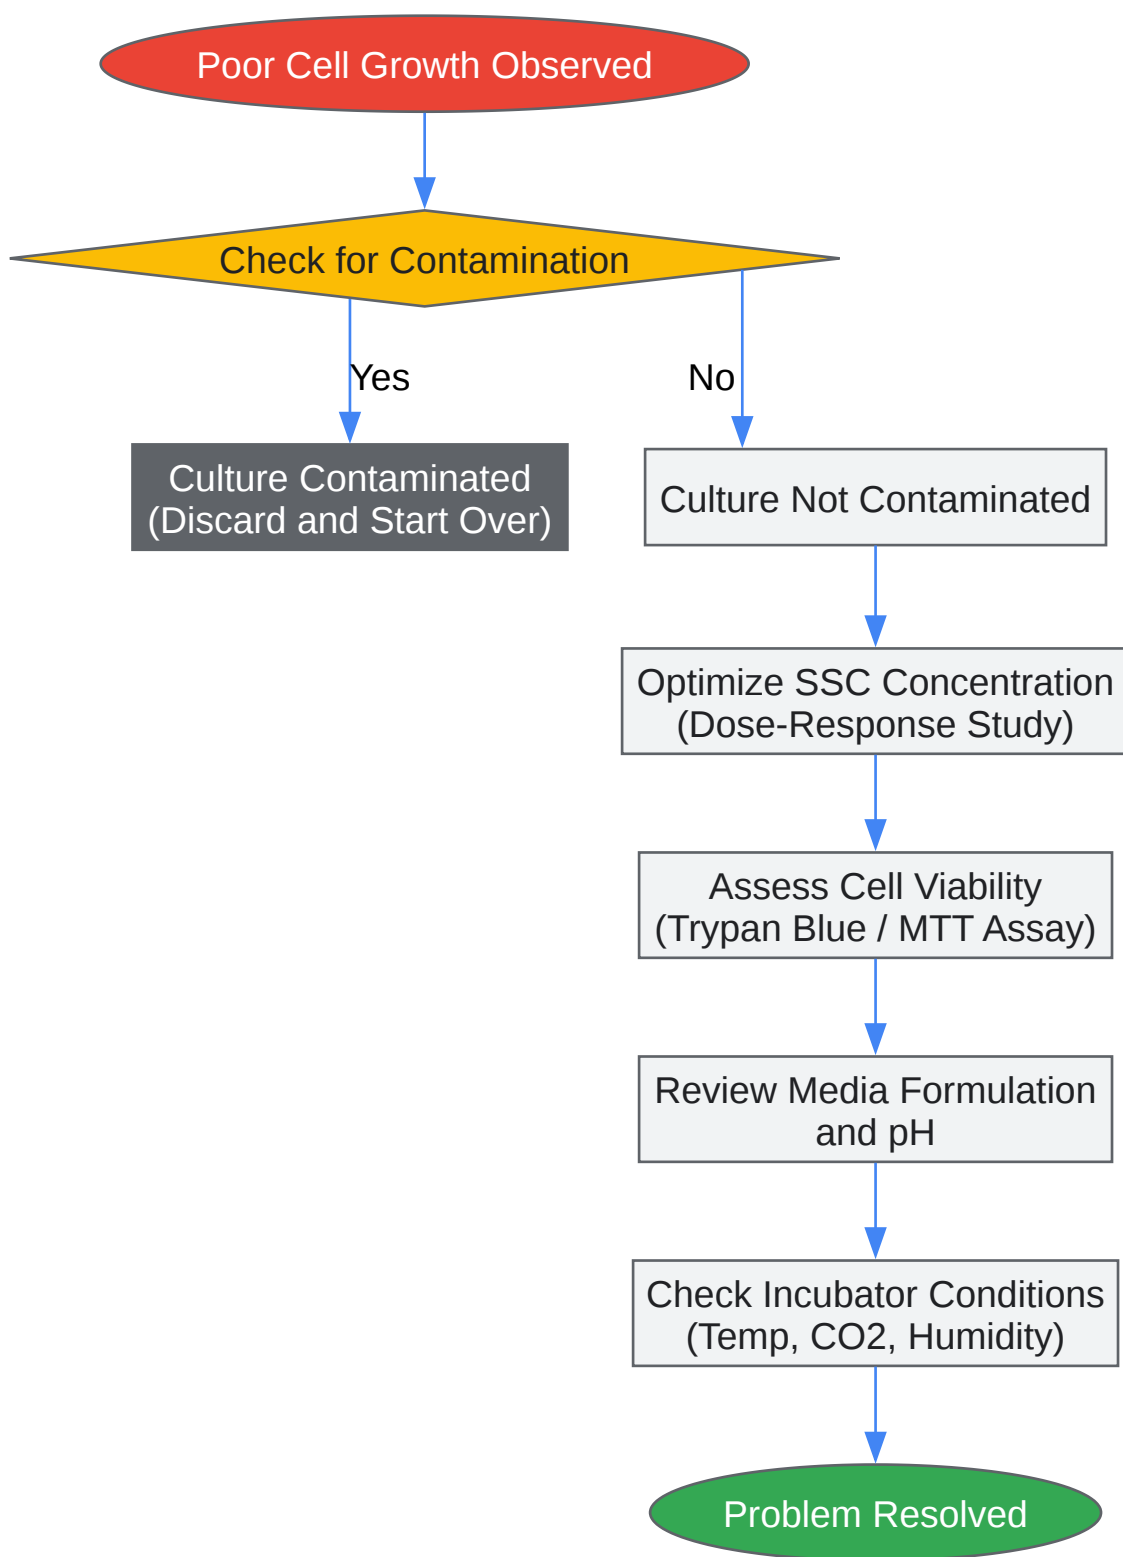 Poor Cell Growth Observed
Check for Contamination
Yes
No
Culture Contaminated
(Discard and Start Over)
Culture Not Contaminated
Optimize SSC Concentration
(Dose-Response Study)
Assess Cell Viability
(Trypan Blue / MTT Assay)
Review Media Formulation
and pH
Check Incubator Conditions
(Temp, CO2, Humidity)
Problem Resolved